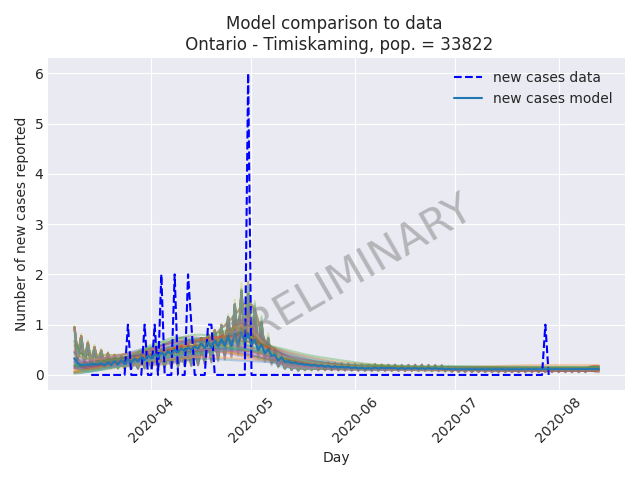 Model comparison to data
Ontario - Timiskaming, pop. = 33822
new cases data
new cases model
Number of new cases reported
6
5
4
3
2
1
0
PRELIMINARY
2020-04
2020-05
2020-06
2020-07
2020-08
Day